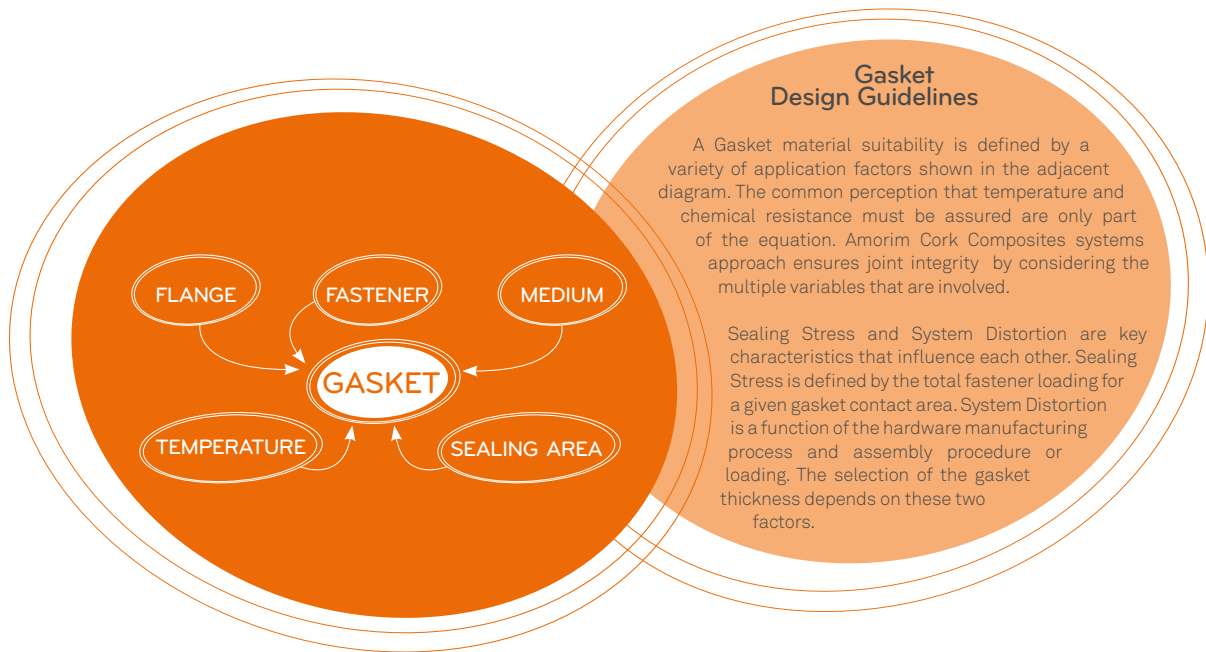 FLANGE
FASTENER
MEDIUM
GASKET
TEMPERATURE
SEALING AREA
Gasket
Design Guidelines
A Gasket material suitability is defined by a
variety of application factors shown in the adjacent
diagram. The common perception that temperature and
chemical resistance must be assured are only part
of the equation. Amorim Cork Composites systems
approach ensures joint integrity by considering the
multiple variables that are involved.
Sealing Stress and System Distortion are key
characteristics that influence each other. Sealing
Stress is defined by the total fastener loading for
a given gasket contact area. System Distortion
is a function of the hardware manufacturing
process and assembly procedure or
loading. The selection of the gasket
thickness depends on these two
factors.